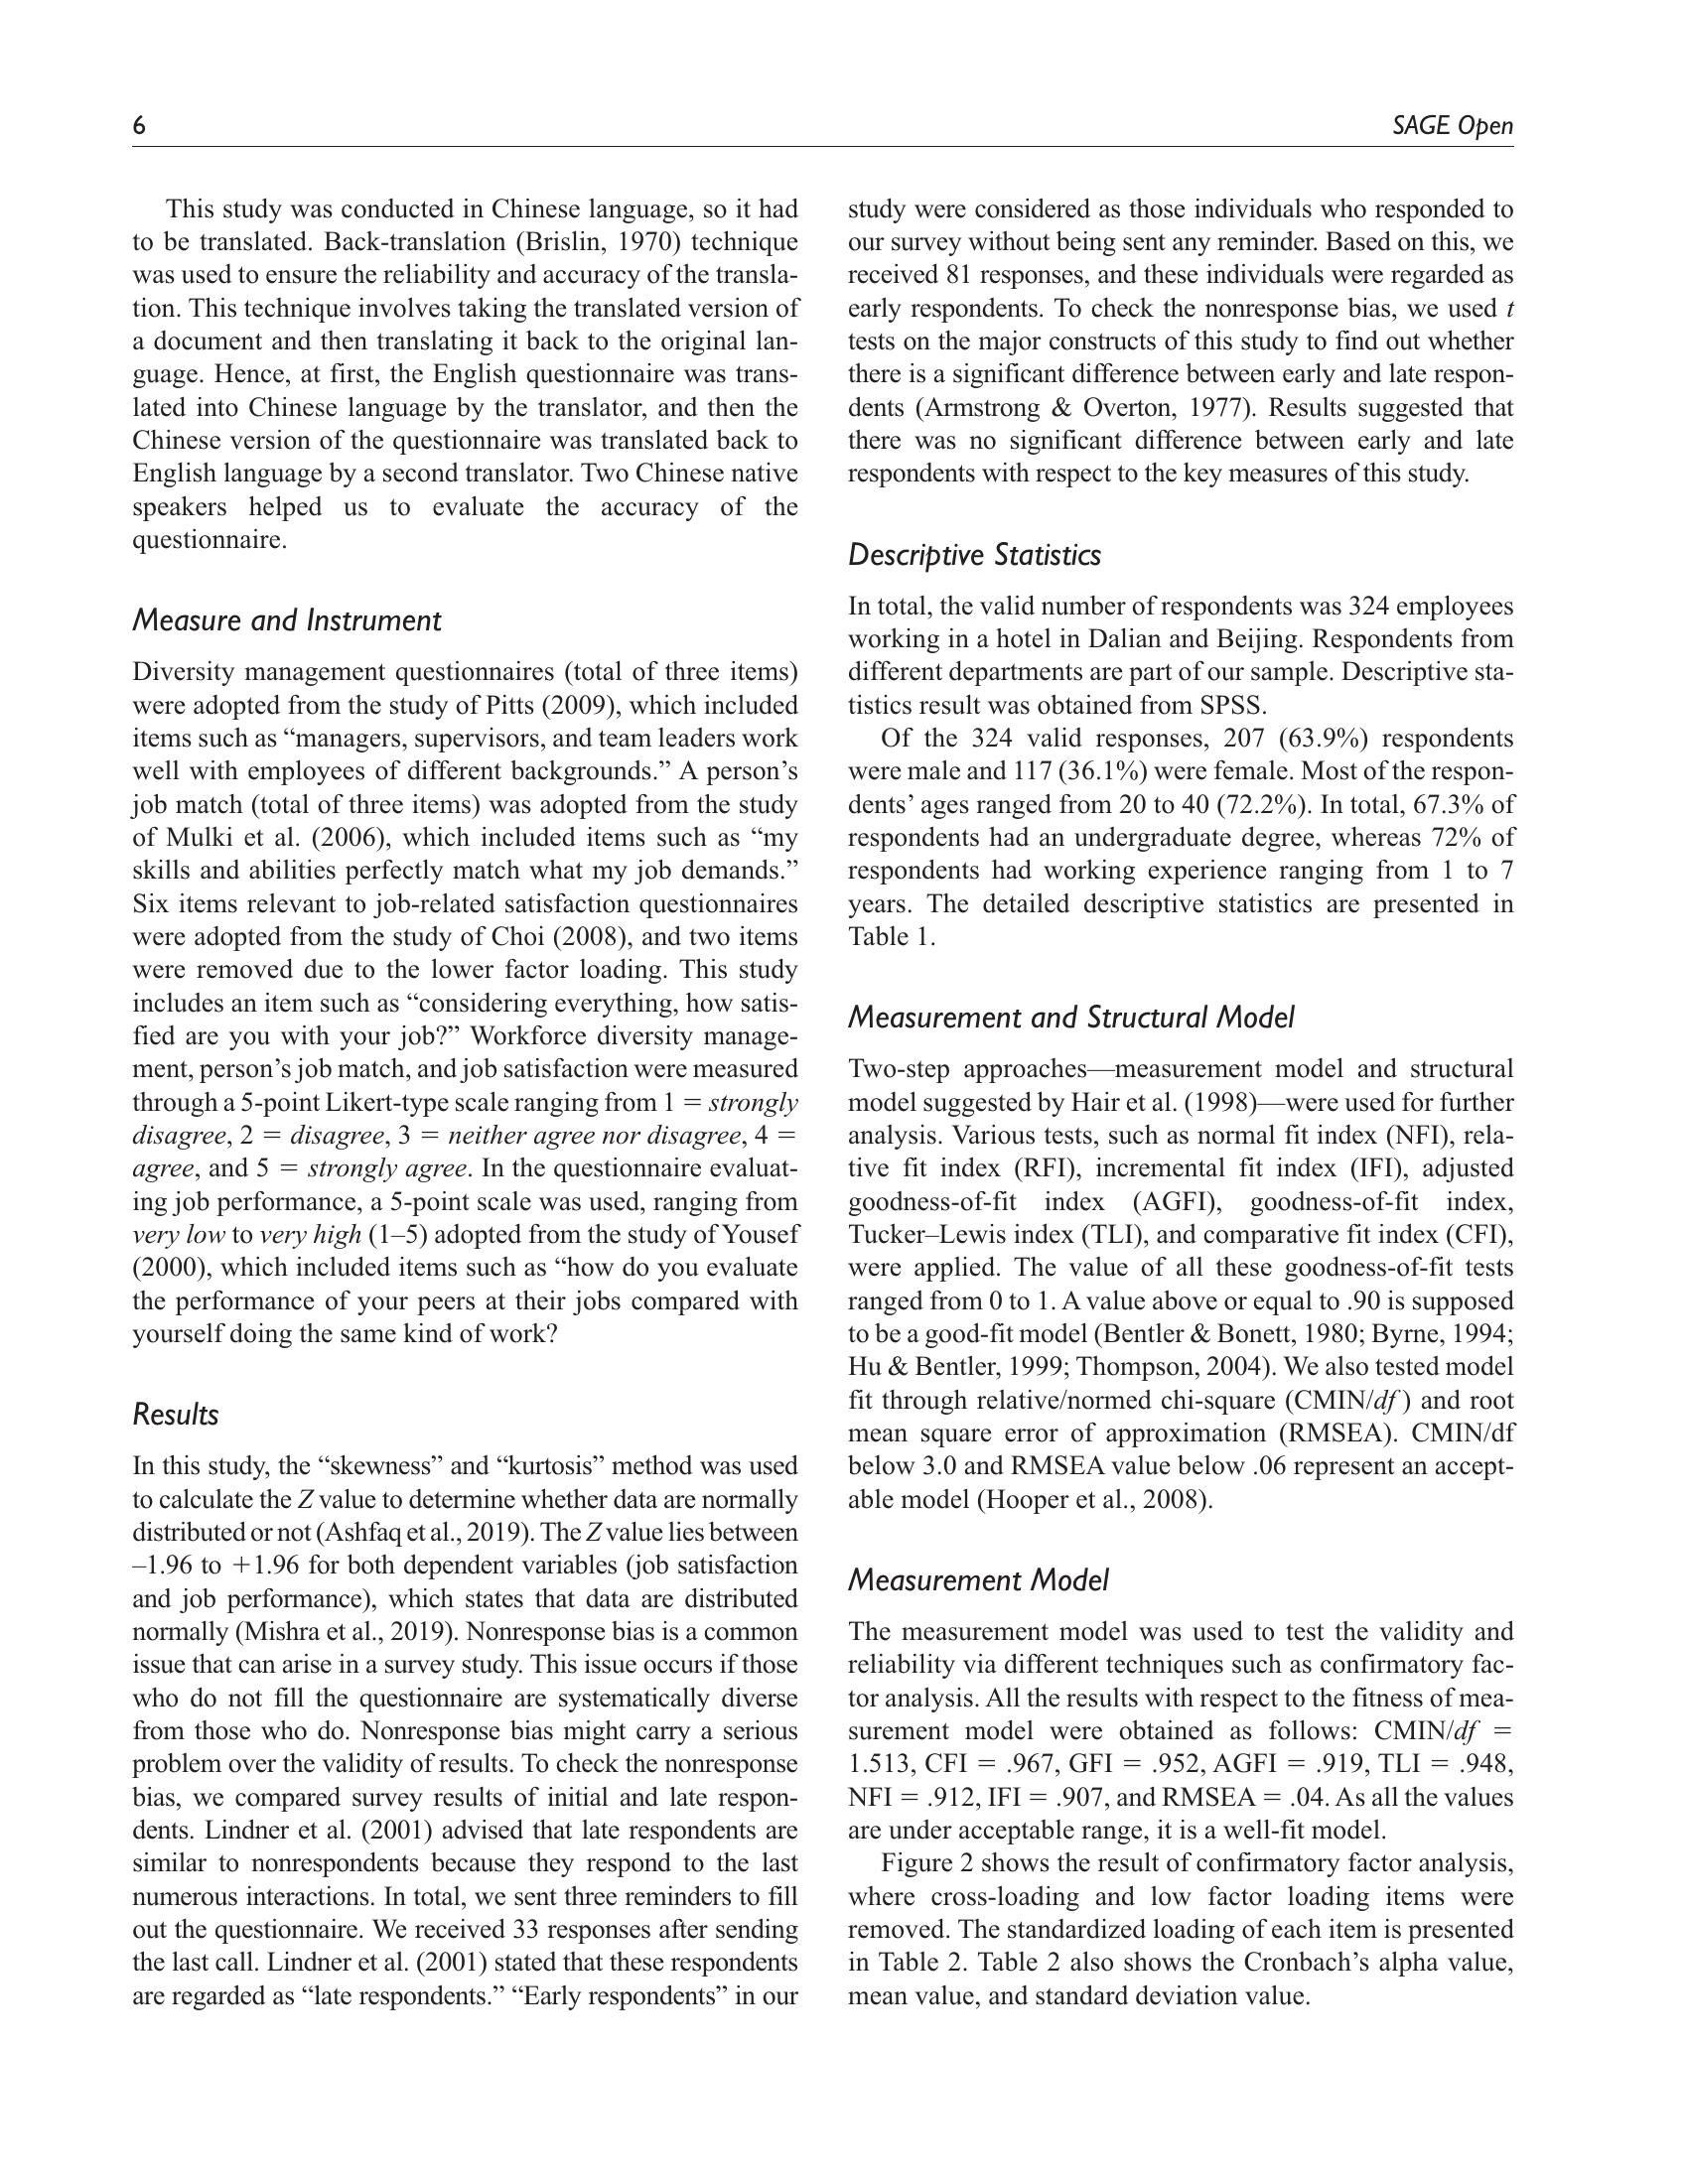 6
SAGE Open
This study was conducted in Chinese language, so it had
to be translated. Back-translation (Brislin, 1970) technique
was used to ensure the reliability and accuracy of the transla-
tion. This technique involves taking the translated version of
a document and then translating it back to the original lan-
guage. Hence, at first, the English questionnaire was trans-
lated into Chinese language by the translator, and then the
Chinese version of the questionnaire was translated back to
English language by a second translator. Two Chinese native
speakers helped us to evaluate the accuracy of the
questionnaire.
Measure and Instrument
Diversity management questionnaires (total of three items)
were adopted from the study of Pitts (2009), which included
items such as “managers, supervisors, and team leaders work
well with employees of different backgrounds.” A person’s
job match (total of three items) was adopted from the study
of Mulki et al. (2006), which included items such as “my
skills and abilities perfectly match what my job demands.”
Six items relevant to job-related satisfaction questionnaires
were adopted from the study of Choi (2008), and two items
were removed due to the lower factor loading. This study
includes an item such as “considering everything, how satis-
fied are you with your job?” Workforce diversity manage-
ment, person’s job match, and job satisfaction were measured
through a 5-point Likert-type scale ranging from 1 = strongly
disagree, 2 = disagree, 3 = neither agree nor disagree, 4 =
agree, and 5 = strongly agree. In the questionnaire evaluat-
ing job performance, a 5-point scale was used, ranging from
very low to very high (1–5) adopted from the study of Yousef
(2000), which included items such as “how do you evaluate
the performance of your peers at their jobs compared with
yourself doing the same kind of work?
Results
In this study, the “skewness” and “kurtosis” method was used
to calculate the Z value to determine whether data are normally
distributed or not (Ashfaq et al., 2019). The Z value lies between
–1.96 to +1.96 for both dependent variables (job satisfaction
and job performance), which states that data are distributed
normally (Mishra et al., 2019). Nonresponse bias is a common
issue that can arise in a survey study. This issue occurs if those
who do not fill the questionnaire are systematically diverse
from those who do. Nonresponse bias might carry a serious
problem over the validity of results. To check the nonresponse
bias, we compared survey results of initial and late respon-
dents. Lindner et al. (2001) advised that late respondents are
similar to nonrespondents because they respond to the last
numerous interactions. In total, we sent three reminders to fill
out the questionnaire. We received 33 responses after sending
the last call. Lindner et al. (2001) stated that these respondents
are regarded as “late respondents.” “Early respondents” in our
study were considered as those individuals who responded to
our survey without being sent any reminder. Based on this, we
received 81 responses, and these individuals were regarded as
early respondents. To check the nonresponse bias, we used t
tests on the major constructs of this study to find out whether
there is a significant difference between early and late respon-
dents (Armstrong & Overton, 1977). Results suggested that
there was no significant difference between early and late
respondents with respect to the key measures of this study.
Descriptive Statistics
In total, the valid number of respondents was 324 employees
working in a hotel in Dalian and Beijing. Respondents from
different departments are part of our sample. Descriptive sta-
tistics result was obtained from SPSS.
Of the 324 valid responses, 207 (63.9%) respondents
were male and 117 (36.1%) were female. Most of the respon-
dents’ ages ranged from 20 to 40 (72.2%). In total, 67.3% of
respondents had an undergraduate degree, whereas 72% of
respondents had working experience ranging from 1 to 7
years. The detailed descriptive statistics are presented in
Table 1.
Measurement and Structural Model
Two-step approaches—measurement model and structural
model suggested by Hair et al. (1998)—were used for further
analysis. Various tests, such as normal fit index (NFI), rela-
tive fit index (RFI), incremental fit index (IFI), adjusted
goodness-of-fit index (AGFI), goodness-of-fit index,
Tucker–Lewis index (TLI), and comparative fit index (CFI),
were applied. The value of all these goodness-of-fit tests
ranged from 0 to 1. A value above or equal to .90 is supposed
to be a good-fit model (Bentler & Bonett, 1980; Byrne, 1994;
Hu & Bentler, 1999; Thompson, 2004). We also tested model
fit through relative/normed chi-square (CMIN/df) and root
mean square error of approximation (RMSEA). CMIN/df
below 3.0 and RMSEA value below .06 represent an accept-
able model (Hooper et al., 2008).
Measurement Model
The measurement model was used to test the validity and
reliability via different techniques such as confirmatory fac-
tor analysis. All the results with respect to the fitness of mea-
surement model were obtained as follows: CMIN/df =
1.513, CFI = .967, GFI = .952, AGFI = .919, TLI = .948,
NFI = .912, IFI = .907, and RMSEA = .04. As all the values
are under acceptable range, it is a well-fit model.
Figure 2 shows the result of confirmatory factor analysis,
where cross-loading and low factor loading items were
removed. The standardized loading of each item is presented
in Table 2. Table 2 also shows the Cronbach’s alpha value,
mean value, and standard deviation value.